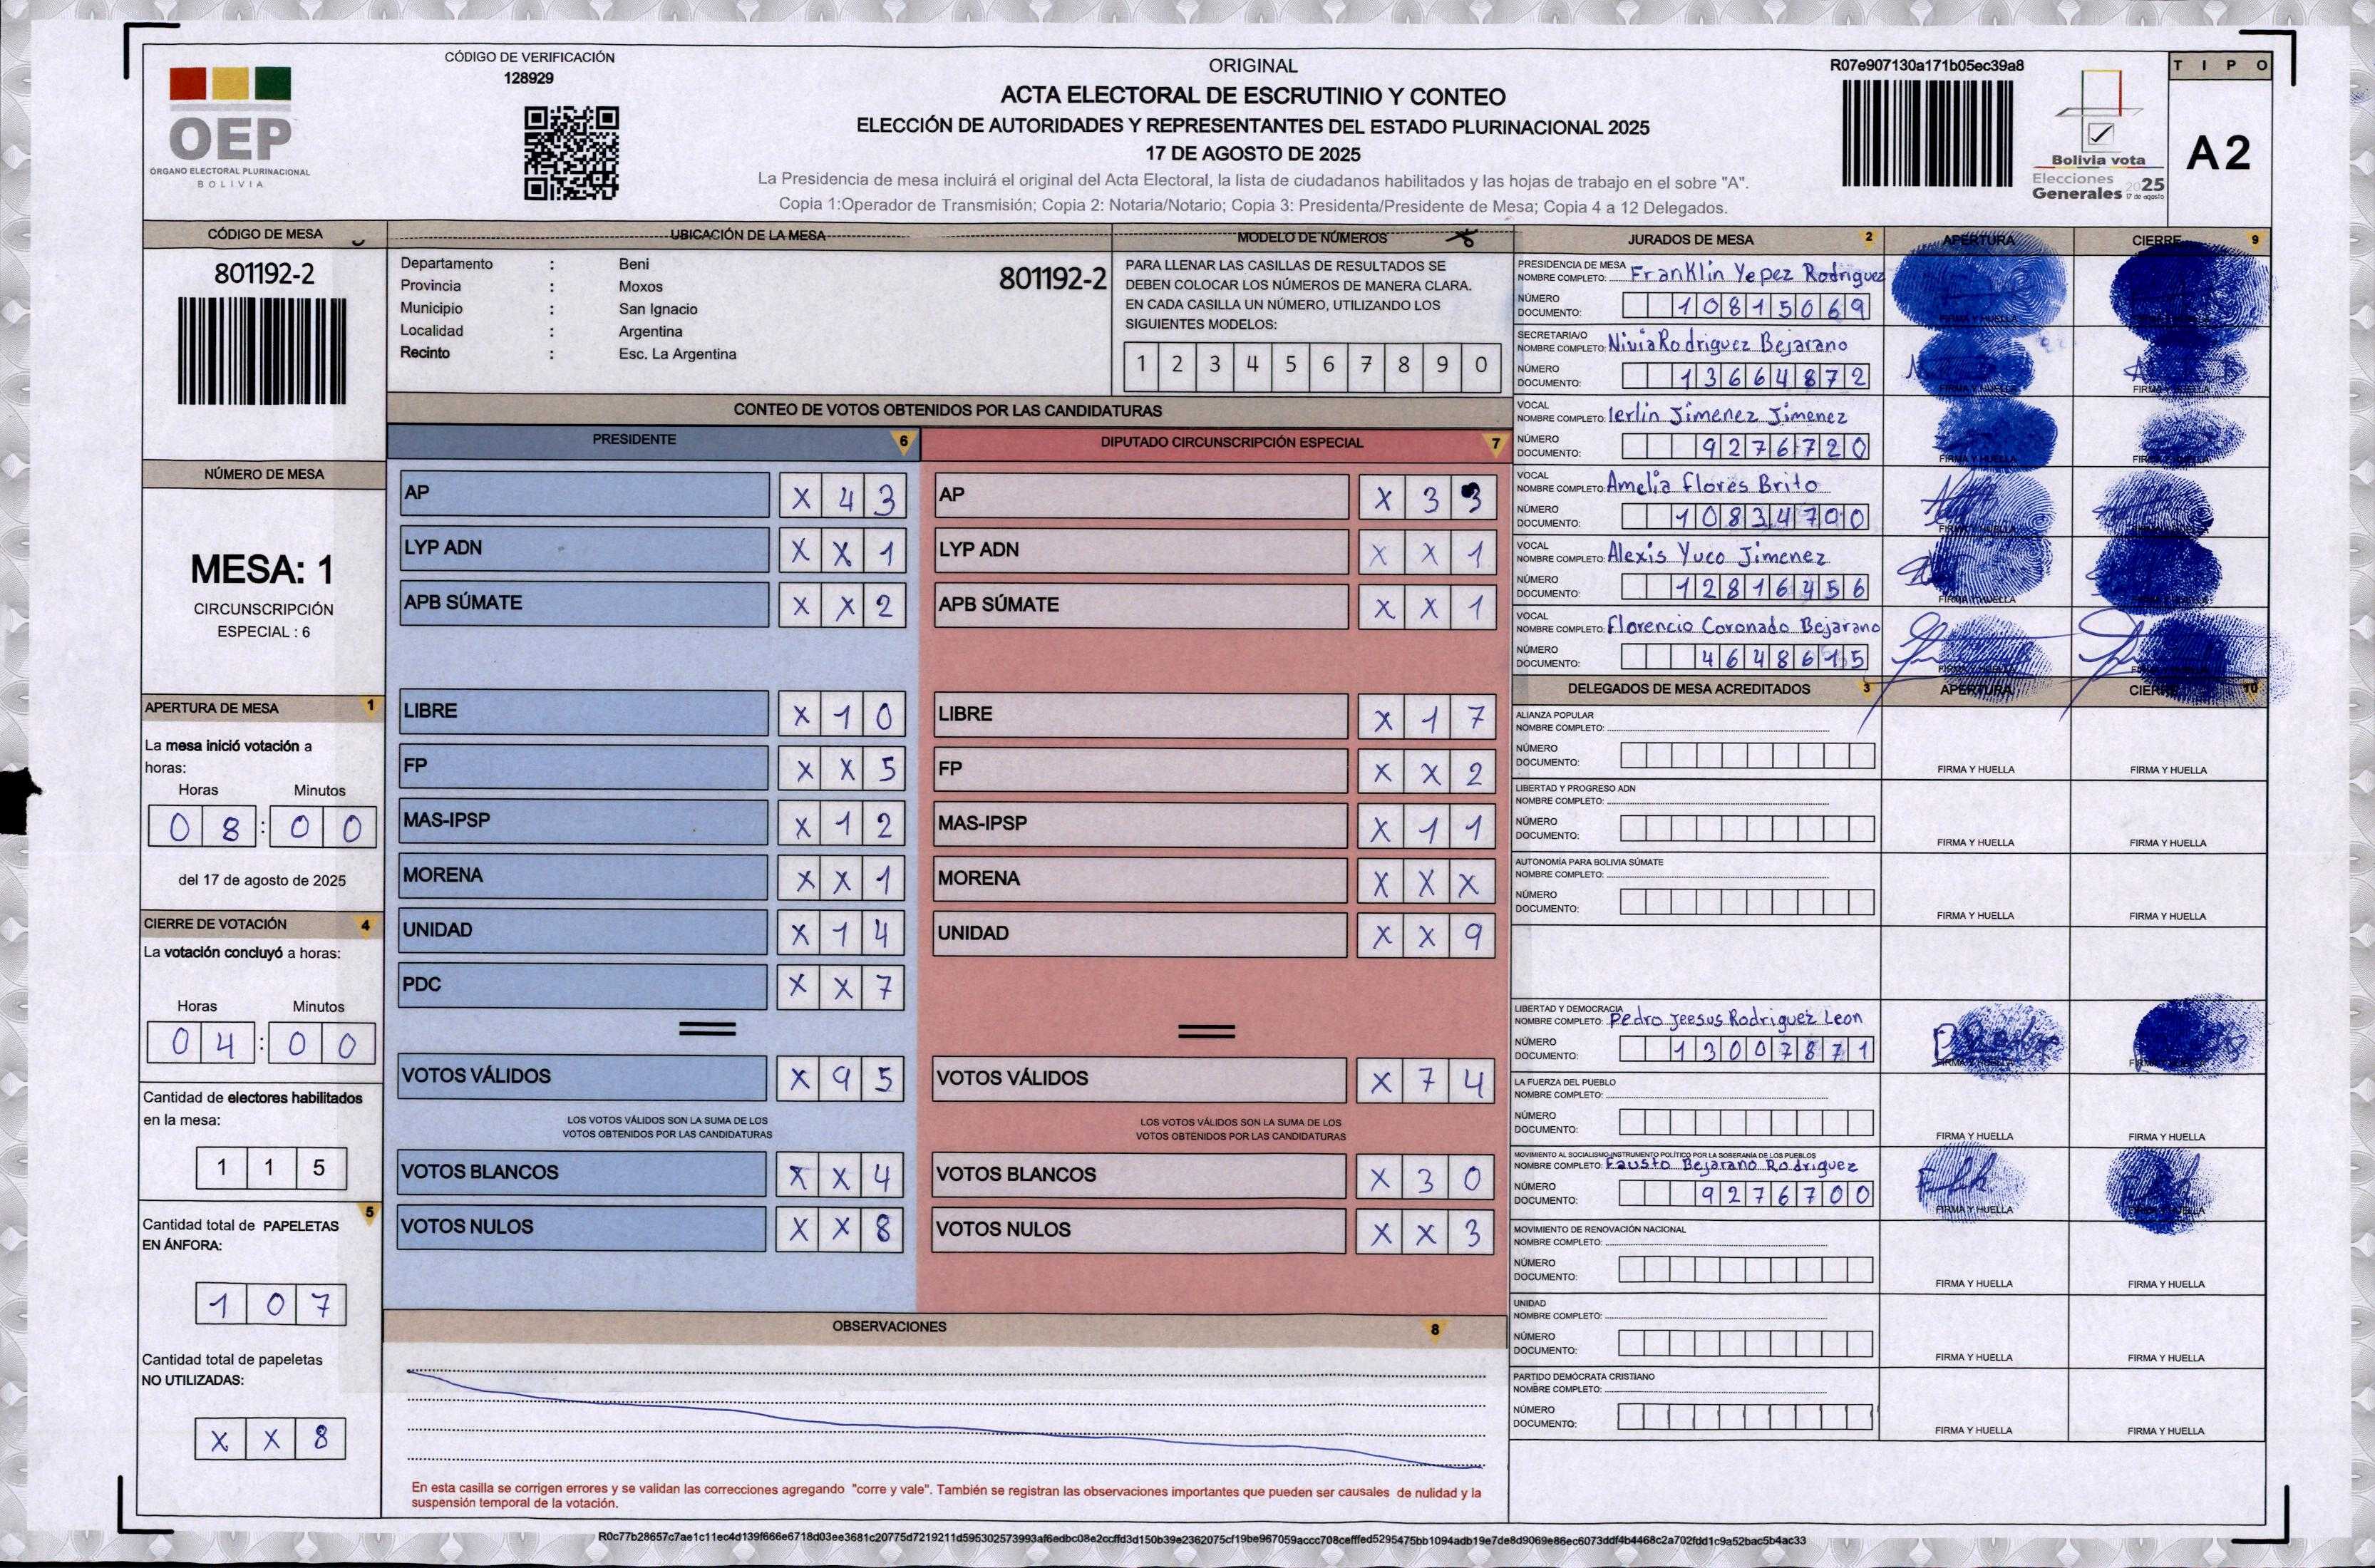 CÓDIGO DE VERIFICACIÓN
128929
OEP
ÓRGANO ELECTORAL PLURINACIONAL
BOLIVIA
ORIGINAL
ACTA ELECTORAL DE ESCRUTINIO Y CONTEO
ELECCIÓN DE AUTORIDADES Y REPRESENTANTES DEL ESTADO PLURINACIONAL 2025
17 DE AGOSTO DE 2025
La Presidencia de mesa incluirá el original del Acta Electoral, la lista de ciudadanos habilitados y las hojas de trabajo en el sobre "A".
Copia 1:Operador de Transmisión; Copia 2: Notaria/Notario; Copia 3: Presidenta/Presidente de Mesa; Copia 4 a 12 Delegados.
R07e907130a171b05ec39a8
Bolivia vota
Elecciones
Generales 2025
17 de agosto
TIPO
A2
CÓDIGO DE MESA
801192-2
NÚMERO DE MESA
MESA: 1
CIRCUNSCRIPCIÓN
ESPECIAL : 6
APERTURA DE MESA 1
La mesa inició votación a
horas:
Horas Minutos
0 8 : 0 0
del 17 de agosto de 2025
CIERRE DE VOTACIÓN 4
La votación concluyó a horas:
Horas Minutos
0 4 : 0 0
Cantidad de electores habilitados
en la mesa:
1 1 5
5
Cantidad total de PAPELETAS
EN ÁNFORA:
1 0 7
Cantidad total de papeletas
NO UTILIZADAS:
X X 8
UBICACIÓN DE LA MESA
Departamento : Beni
Provincia : Moxos
Municipio : San Ignacio
Localidad : Argentina
Recinto : Esc. La Argentina
801192-2
MODELO DE NÚMEROS
PARA LLENAR LAS CASILLAS DE RESULTADOS SE
DEBEN COLOCAR LOS NÚMEROS DE MANERA CLARA.
EN CADA CASILLA UN NÚMERO, UTILIZANDO LOS
SIGUIENTES MODELOS:
1 2 3 4 5 6 7 8 9 0
CONTEO DE VOTOS OBTENIDOS POR LAS CANDIDATURAS
PRESIDENTE 6
AP X 4 3
LYP ADN X X 1
APB SÚMATE X X 2
LIBRE X 1 0
FP X X 5
MAS-IPSP X 1 2
MORENA X X 1
UNIDAD X 1 4
PDC X X 7
VOTOS VÁLIDOS X 9 5
LOS VOTOS VÁLIDOS SON LA SUMA DE LOS
VOTOS OBTENIDOS POR LAS CANDIDATURAS
VOTOS BLANCOS X X 4
VOTOS NULOS X X 8
DIPUTADO CIRCUNSCRIPCIÓN ESPECIAL 7
AP X 3 3
LYP ADN X X 1
APB SÚMATE X X 1
LIBRE X 1 7
FP X X 2
MAS-IPSP X 1 1
MORENA X X X
UNIDAD X X 9
VOTOS VÁLIDOS X 7 4
LOS VOTOS VÁLIDOS SON LA SUMA DE LOS
VOTOS OBTENIDOS POR LAS CANDIDATURAS
VOTOS BLANCOS X 3 0
VOTOS NULOS X X 3
OBSERVACIONES 8
En esta casilla se corrigen errores y se validan las correcciones agregando "corre y vale". También se registran las observaciones importantes que pueden ser causales de nulidad y la
suspensión temporal de la votación.
JURADOS DE MESA 2 APERTURA CIERRE 9
PRESIDENCIA DE MESA
NOMBRE COMPLETO: Franklin Yepez Rodriguez
NÚMERO
DOCUMENTO: 10815069
FIRMA Y HUELLA
SECRETARIA/O
NOMBRE COMPLETO: Nivia Rodriguez Bejarano
NÚMERO
DOCUMENTO: 13664872
FIRMA Y HUELLA FIRMA Y HUELLA
VOCAL
NOMBRE COMPLETO: Ierlin Jimenez Jimenez
NÚMERO
DOCUMENTO: 9276720
FIRMA Y HUELLA FIRMA Y HUELLA
VOCAL
NOMBRE COMPLETO: Amelia Flores Brito
NÚMERO
DOCUMENTO: 10834700
FIRMA Y HUELLA FIRMA Y HUELLA
VOCAL
NOMBRE COMPLETO: Alexis Yuco Jimenez
NÚMERO
DOCUMENTO: 12816456
FIRMA Y HUELLA FIRMA Y HUELLA
VOCAL
NOMBRE COMPLETO: Florencio Coronado Bejarano
NÚMERO
DOCUMENTO: 4648615
FIRMA Y HUELLA FIRMA Y HUELLA
DELEGADOS DE MESA ACREDITADOS 3 APERTURA CIERRE 10
ALIANZA POPULAR
NOMBRE COMPLETO:
NÚMERO
DOCUMENTO:
FIRMA Y HUELLA FIRMA Y HUELLA
LIBERTAD Y PROGRESO ADN
NOMBRE COMPLETO:
NÚMERO
DOCUMENTO:
FIRMA Y HUELLA FIRMA Y HUELLA
AUTONOMÍA PARA BOLIVIA SÚMATE
NOMBRE COMPLETO:
NÚMERO
DOCUMENTO:
FIRMA Y HUELLA FIRMA Y HUELLA
LIBERTAD Y DEMOCRACIA
NOMBRE COMPLETO: Pedro Jeesus Rodriguez Leon
NÚMERO
DOCUMENTO: 13007871
FIRMA Y HUELLA FIRMA Y HUELLA
LA FUERZA DEL PUEBLO
NOMBRE COMPLETO:
NÚMERO
DOCUMENTO:
FIRMA Y HUELLA FIRMA Y HUELLA
MOVIMIENTO AL SOCIALISMO-INSTRUMENTO POLÍTICO POR LA SOBERANÍA DE LOS PUEBLOS
NOMBRE COMPLETO: Fausto Bejarano Rodriguez
NÚMERO
DOCUMENTO: 9276700
FIRMA Y HUELLA FIRMA Y HUELLA
MOVIMIENTO DE RENOVACIÓN NACIONAL
NOMBRE COMPLETO:
NÚMERO
DOCUMENTO:
FIRMA Y HUELLA FIRMA Y HUELLA
UNIDAD
NOMBRE COMPLETO:
NÚMERO
DOCUMENTO:
FIRMA Y HUELLA FIRMA Y HUELLA
PARTIDO DEMÓCRATA CRISTIANO
NOMBRE COMPLETO:
NÚMERO
DOCUMENTO:
FIRMA Y HUELLA FIRMA Y HUELLA